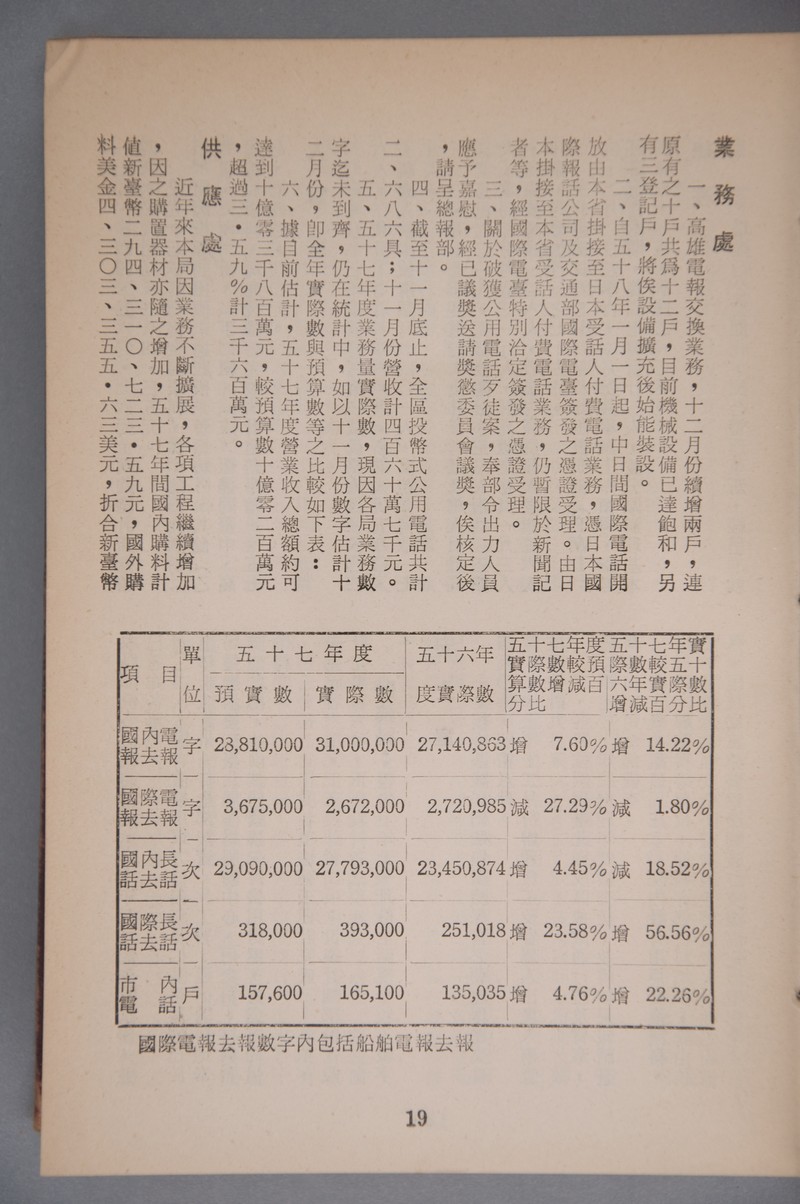 業務處
一、高雄電報交換業務，十二月份續增兩戶，連
原有之十戶共爲十二戶，目前機械設備已達飽和，另
有三登記戶，將俟設備擴充後始能裝設。
二、自五十八年一月一日起，中日間國際電話開
放由本省掛接至日本受話人付費電話業務，憑日本國
際報話公司及交通部國際電臺簽發之憑證受理。由日
本掛接至本省受話人付費電話業務，仍暫限於新聞記
者等，經國際電臺特別洽定簽發之憑證受理。
三、關於破獲公用電話歹徒案，奉部令出力人員
應予嘉慰，經已議獎送請獎懲委員會議獎，俟核定後
，請呈總報部。
四、截至十一月底止，全區投幣式公用電話共計
二、六八六具；十一月份營收計四百六十萬七千元。
五、五十七年度業務量實際數，現因各局業務數
字迄未到齊，仍在統計中，如以十一月份數字估計十
二月份，卽全年實際數與預算數等之比較如下表：
六、據目前估計，五十七年度營業收入總額約可
達到十億零三千八百萬元，較預算數十億零二百萬元
，超過三・五九%計三千六百萬元。
供應處
近年來本局因業務不斷擴展，各項工程繼續增加
，因之購置器材亦隨之增加，五十七年間國內購料計
値新臺幣二九四、三一〇、七二三・五九元，國外購
料美金四、三〇三、三五五・六三美元，折合新臺幣
項目 單位 五十七年度 預實數 實際數 五十六年度實際數 五十七年度實際數較預算數增減百分比 五十七年實際數較五十六年實際數增減百分比
國內電報去報 字 28,810,000 31,000,000 27,140,863 增 7.60% 增 14.22%
國際電報去報 字 3,675,000 2,672,000 2,720,985 減 27.29% 減 1.80%
國內長話去話 次 29,090,000 27,793,000 23,450,874 增 4.45% 減 18.52%
國際長話去話 次 318,000 393,000 251,018 增 23.58% 增 56.56%
市內電話 戶 157,600 165,100 135,035 增 4.76% 增 22.26%
國際電報去報數字內包括船舶電報去報
19